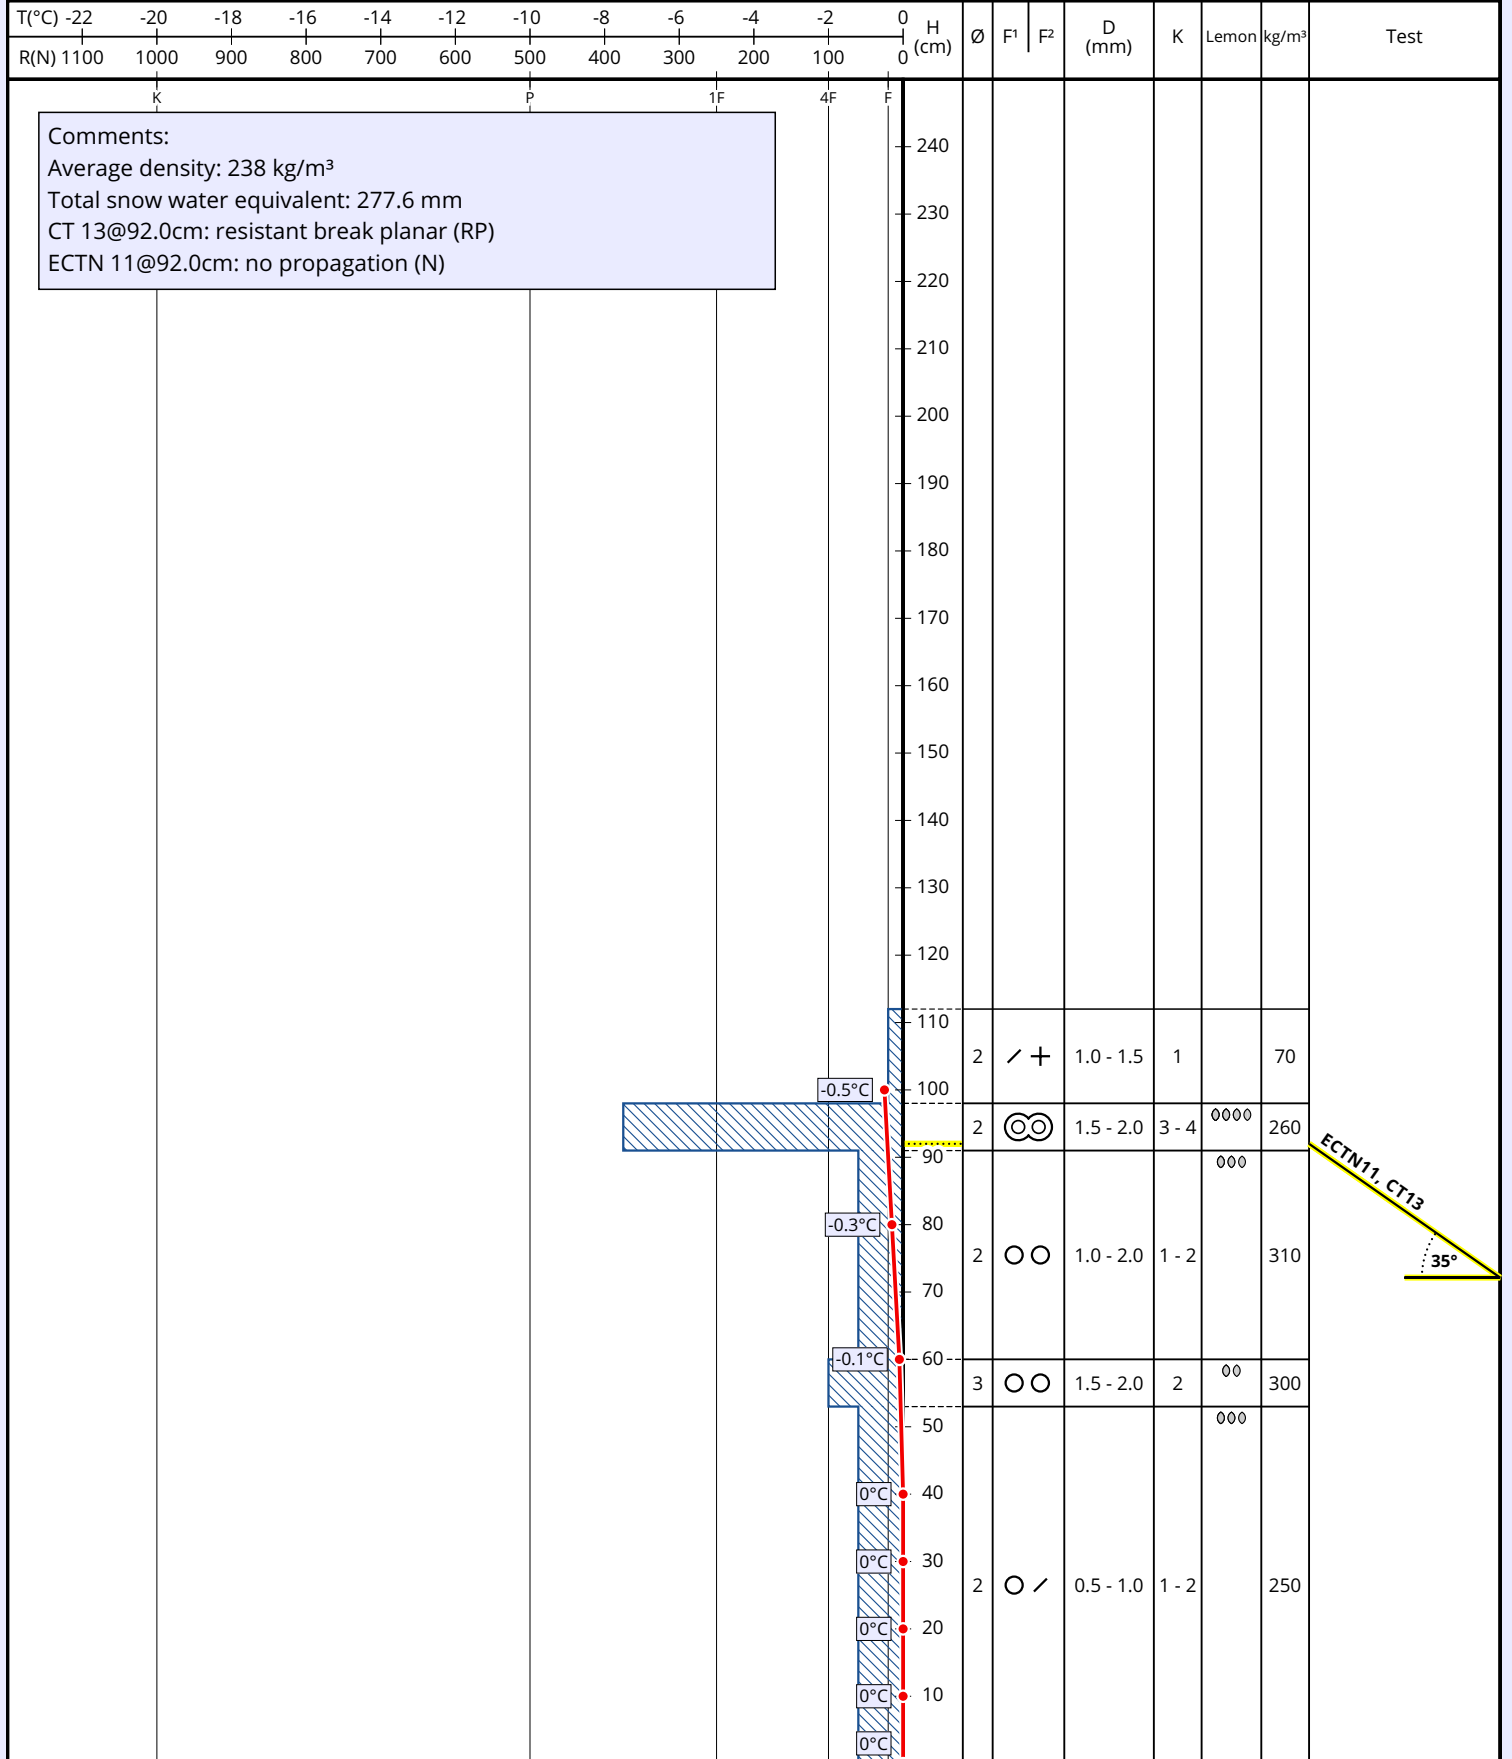 T(°C) -22 -20 -18 -16 -14 -12 -10 -8 -6 -4 -2 0
R(N) 1100 1000 900 800 700 600 500 400 300 200 100 0
H (cm) Ø F¹ F² D (mm) K Lemon kg/m³ Test
K P 1F 4F F
Comments:
Average density: 238 kg/m³
Total snow water equivalent: 277.6 mm
CT 13@92.0cm: resistant break planar (RP)
ECTN 11@92.0cm: no propagation (N)
240
230
220
210
200
190
180
170
160
150
140
130
120
110
2 1.0 - 1.5 1 70
-0.5°C 100
2 1.5 - 2.0 3 - 4 260
90
ECTN11, CT13
-0.3°C 80
2 1.0 - 2.0 1 - 2 310
35°
70
-0.1°C 60
3 1.5 - 2.0 2 300
50
0°C 40
0°C 30
2 0.5 - 1.0 1 - 2 250
0°C 20
0°C 10
0°C